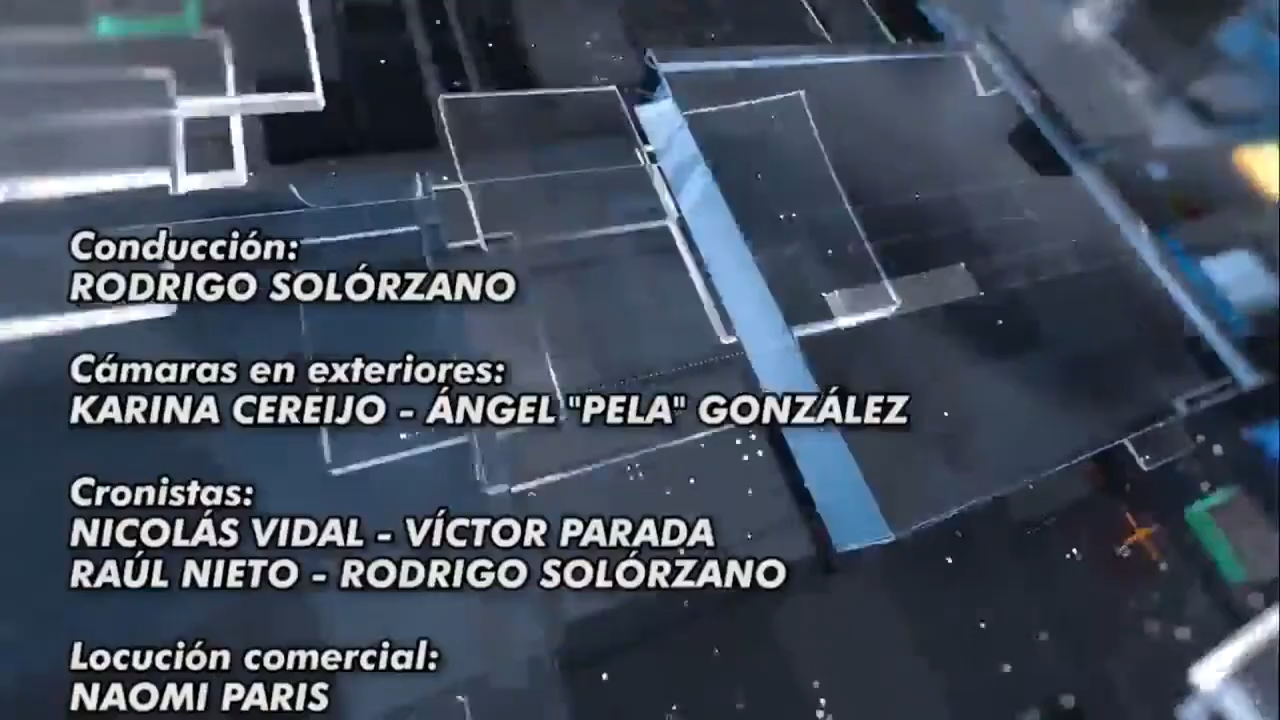 Conducción:
RODRIGO SOLÓRZANO
Cámaras en exteriores:
KARINA CEREIJO - ÁNGEL "PELA" GONZÁLEZ
Cronistas:
NICOLÁS VIDAL - VÍCTOR PARADA
RAÚL NIETO - RODRIGO SOLÓRZANO
Locución comercial:
NAOMI PARIS